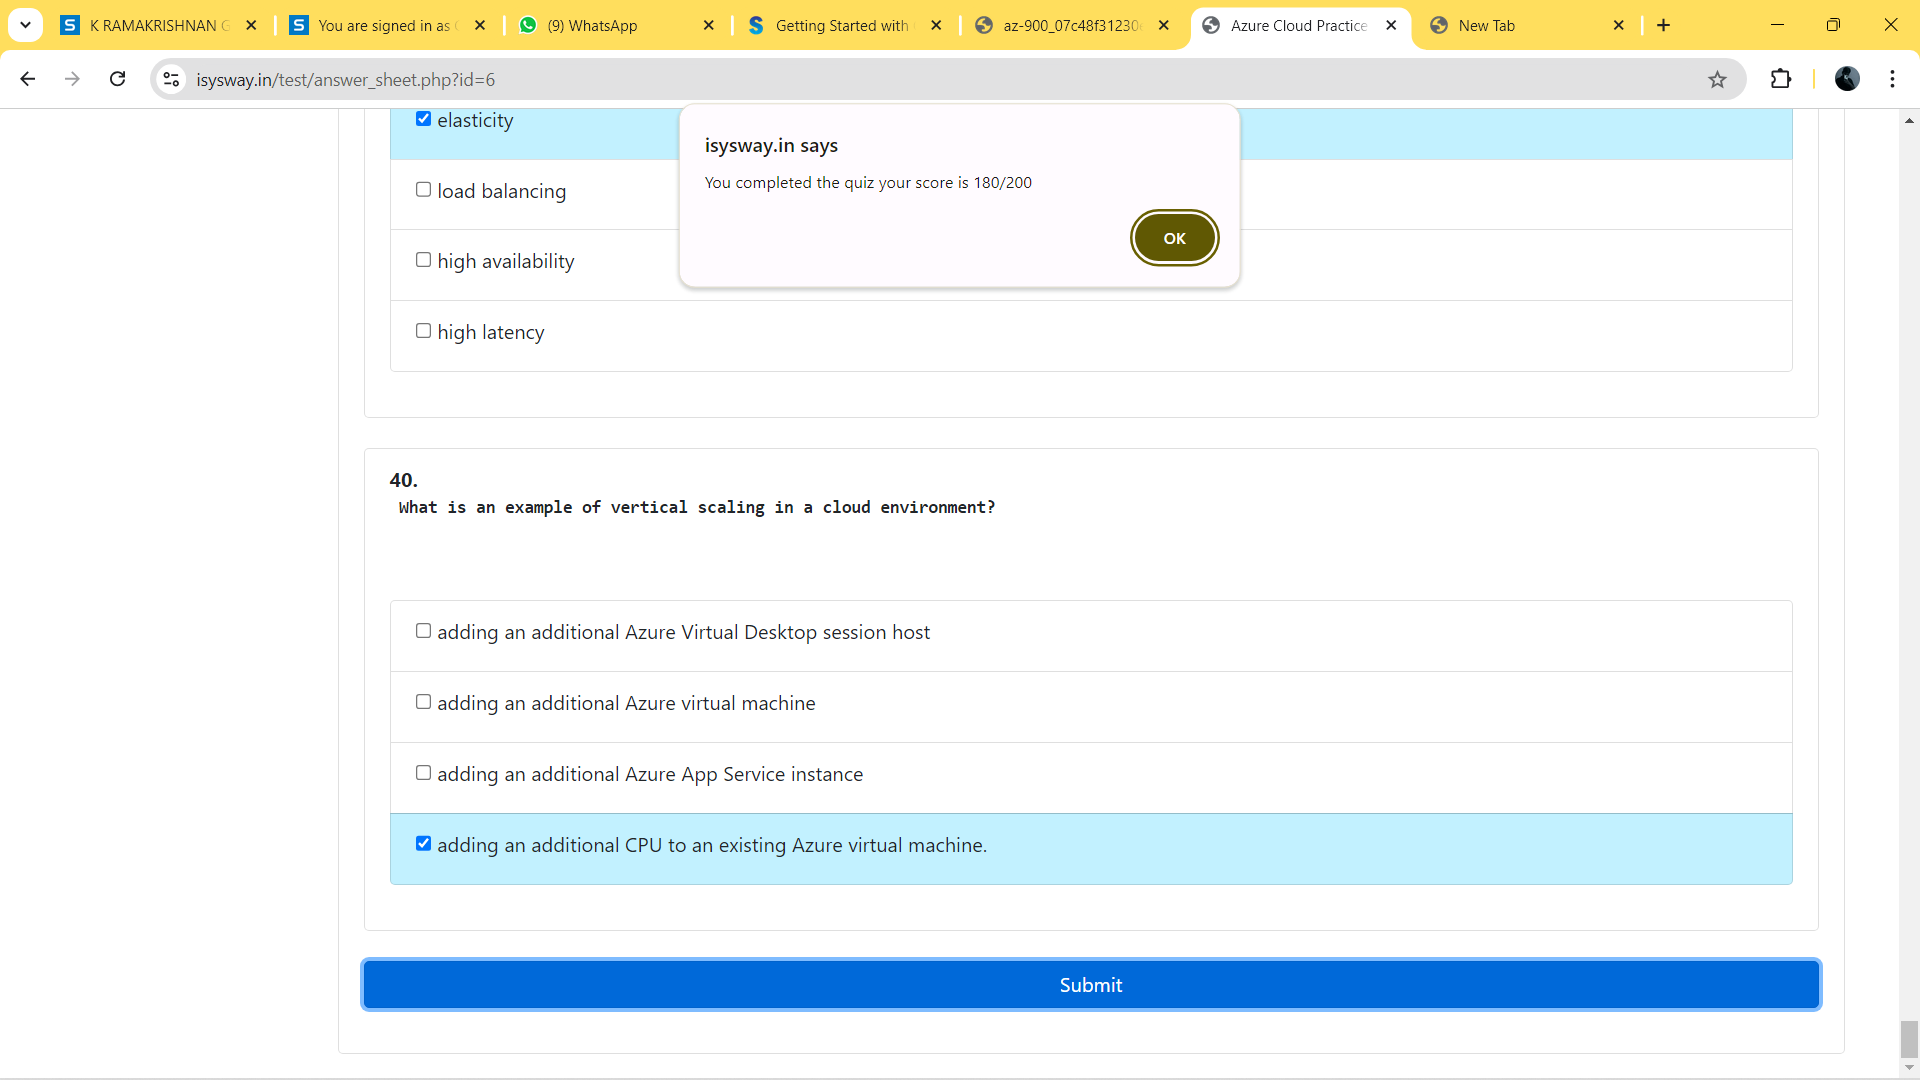 K RAMAKRISHNAN G
You are signed in as
(9) WhatsApp
Getting Started with
az-900_07c48f31230
Azure Cloud Practice
New Tab
isysway.in/test/answer_sheet.php?id=6
elasticity
isysway.in says
You completed the quiz your score is 180/200
OK
load balancing
high availability
high latency
40.
What is an example of vertical scaling in a cloud environment?
adding an additional Azure Virtual Desktop session host
adding an additional Azure virtual machine
adding an additional Azure App Service instance
adding an additional CPU to an existing Azure virtual machine.
Submit